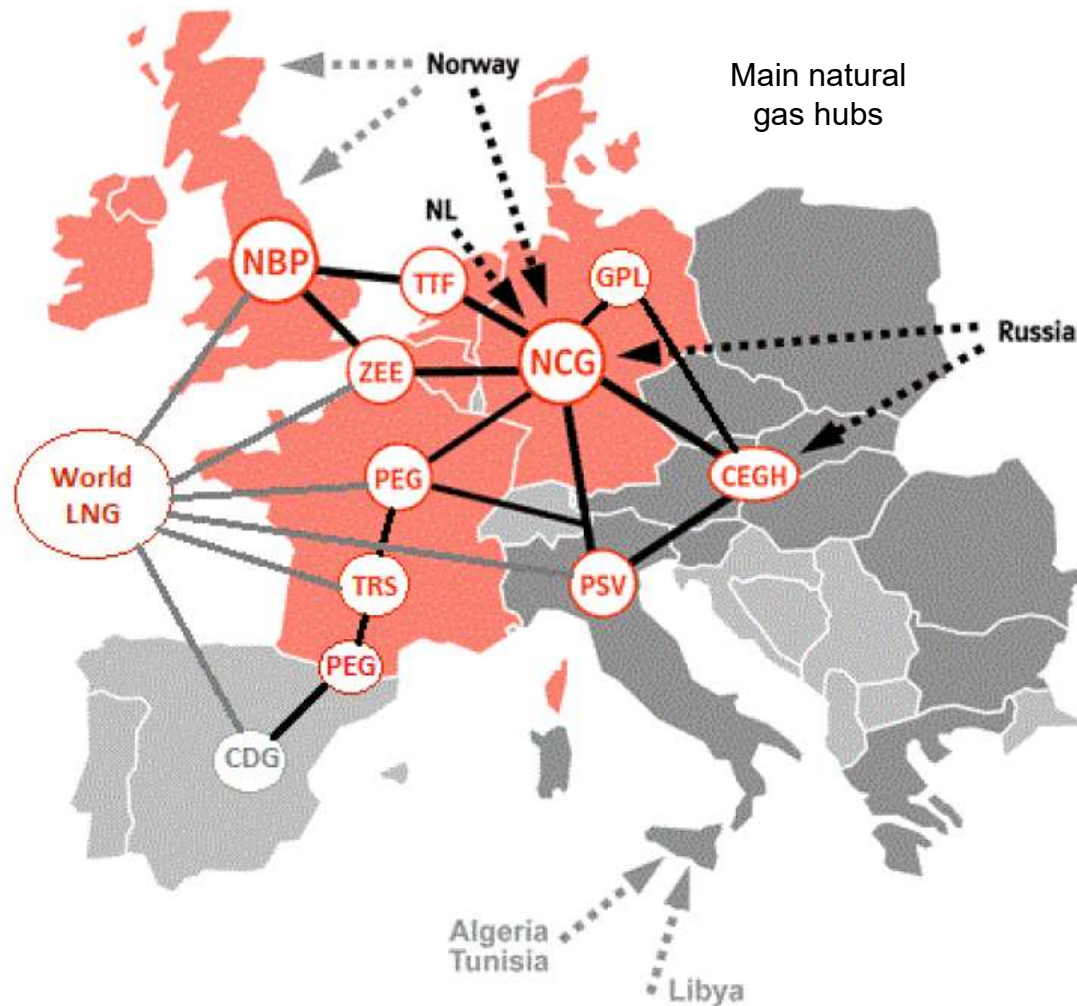 Norway
Main natural
gas hubs
NL
NBP
TTF
GPL
Russia
ZEE
NCG
World
LNG
PEG
CEGH
TRS
PSV
PEG
CDG
Algeria
Tunisia
Libya